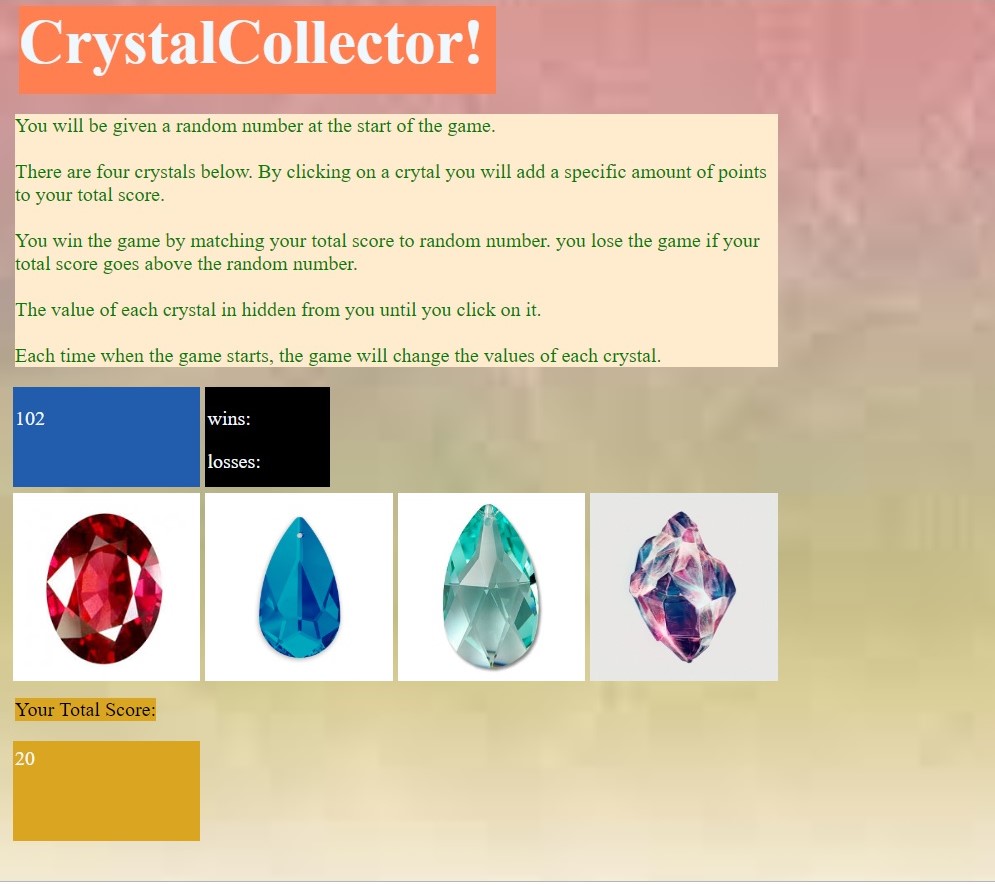 CrystalCollector!
You will be given a random number at the start of the game.
There are four crystals below. By clicking on a crytal you will add a specific amount of points
to your total score.
You win the game by matching your total score to random number. you lose the game if your
total score goes above the random number.
The value of each crystal in hidden from you until you click on it.
Each time when the game starts, the game will change the values of each crystal.
102
wins:
losses:
Your Total Score:
20